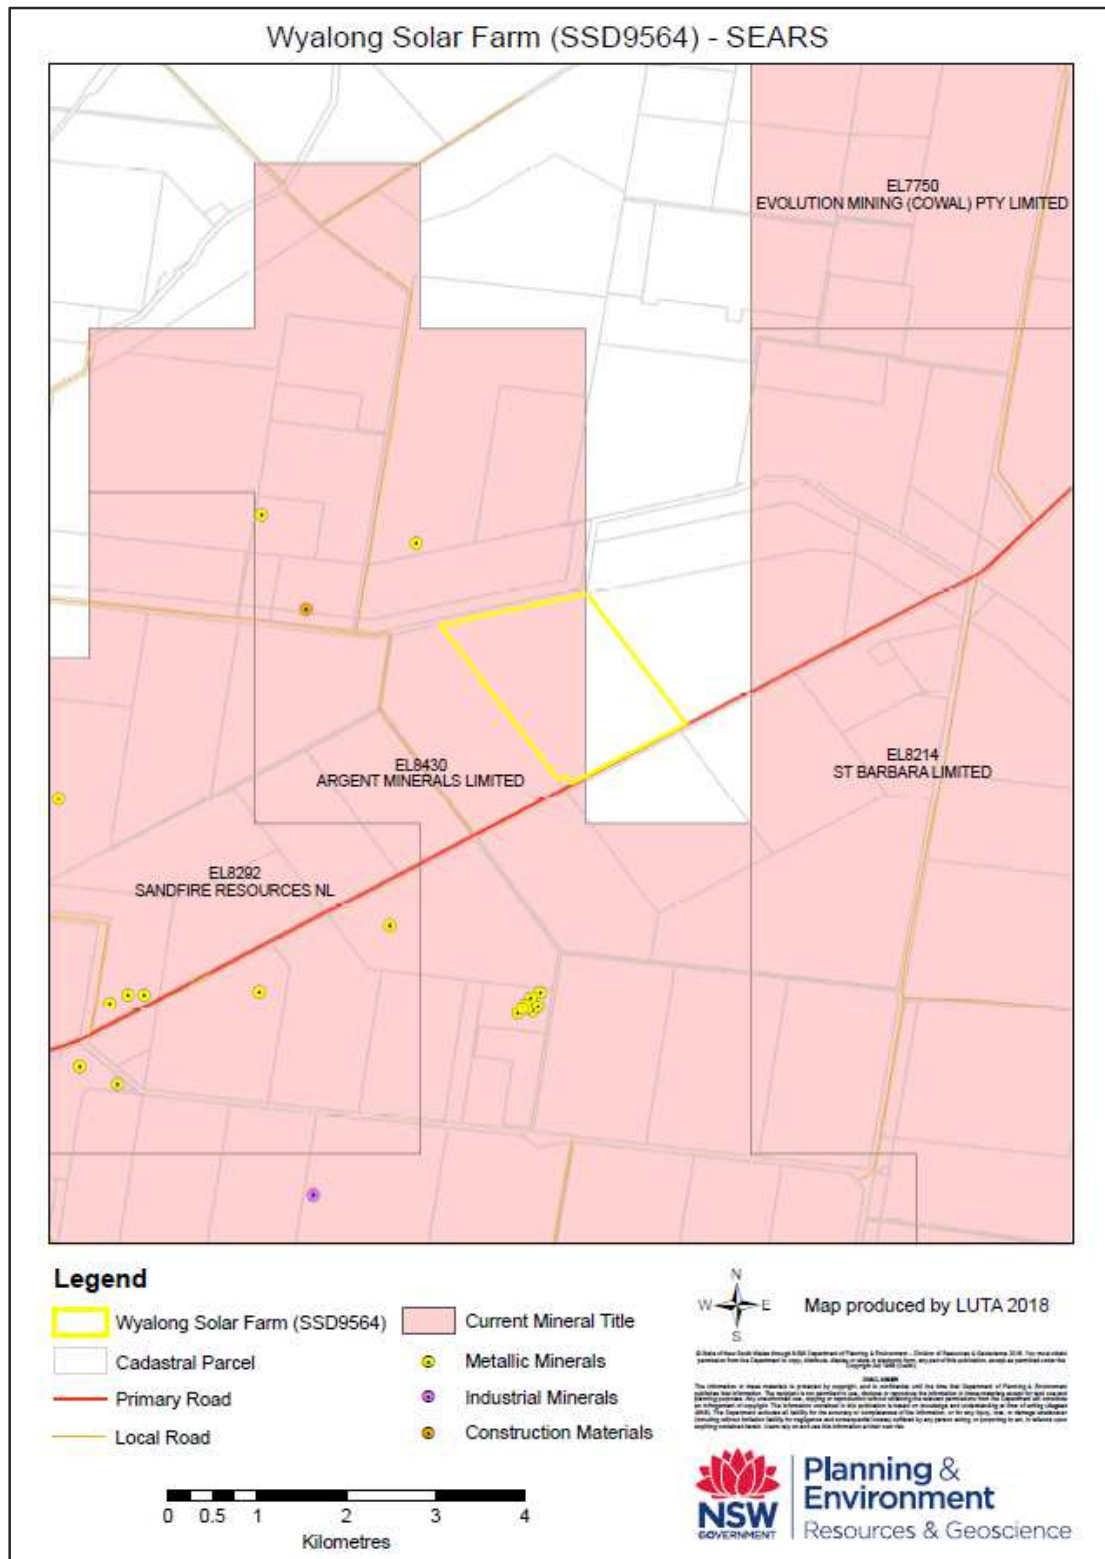 Wyalong Solar Farm (SSD9564) - SEARS
EL7750
EVOLUTION MINING (COWAL) PTY LIMITED
EL8430
ARGENT MINERALS LIMITED
EL8214
ST BARBARA LIMITED
EL8292
SANDFIRE RESOURCES NL
Legend
Wyalong Solar Farm (SSD9564)
Cadastral Parcel
Primary Road
Local Road
Current Mineral Title
Metallic Minerals
Industrial Minerals
Construction Materials
0 0.5 1 2 3 4
Kilometres
N
W E
S
Map produced by LUTA 2018
DISCLAIMER
NSW
GOVERNMENT
Planning &
Environment
Resources & Geoscience